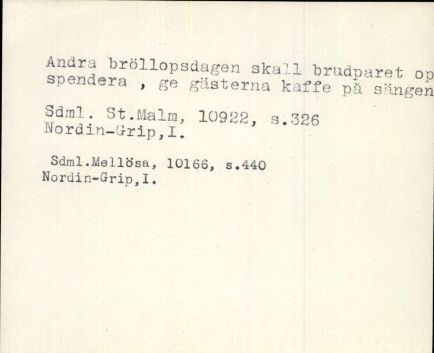 Andra bröllopsdagen skall brudparet op
spendera , ge gästerna kaffe på sängen
Sdml. St.Malm, 10922, s.326
Nordin-Grip,I.
Sdml.Mellösa, 10166, s.440
Nordin-Grip,I.